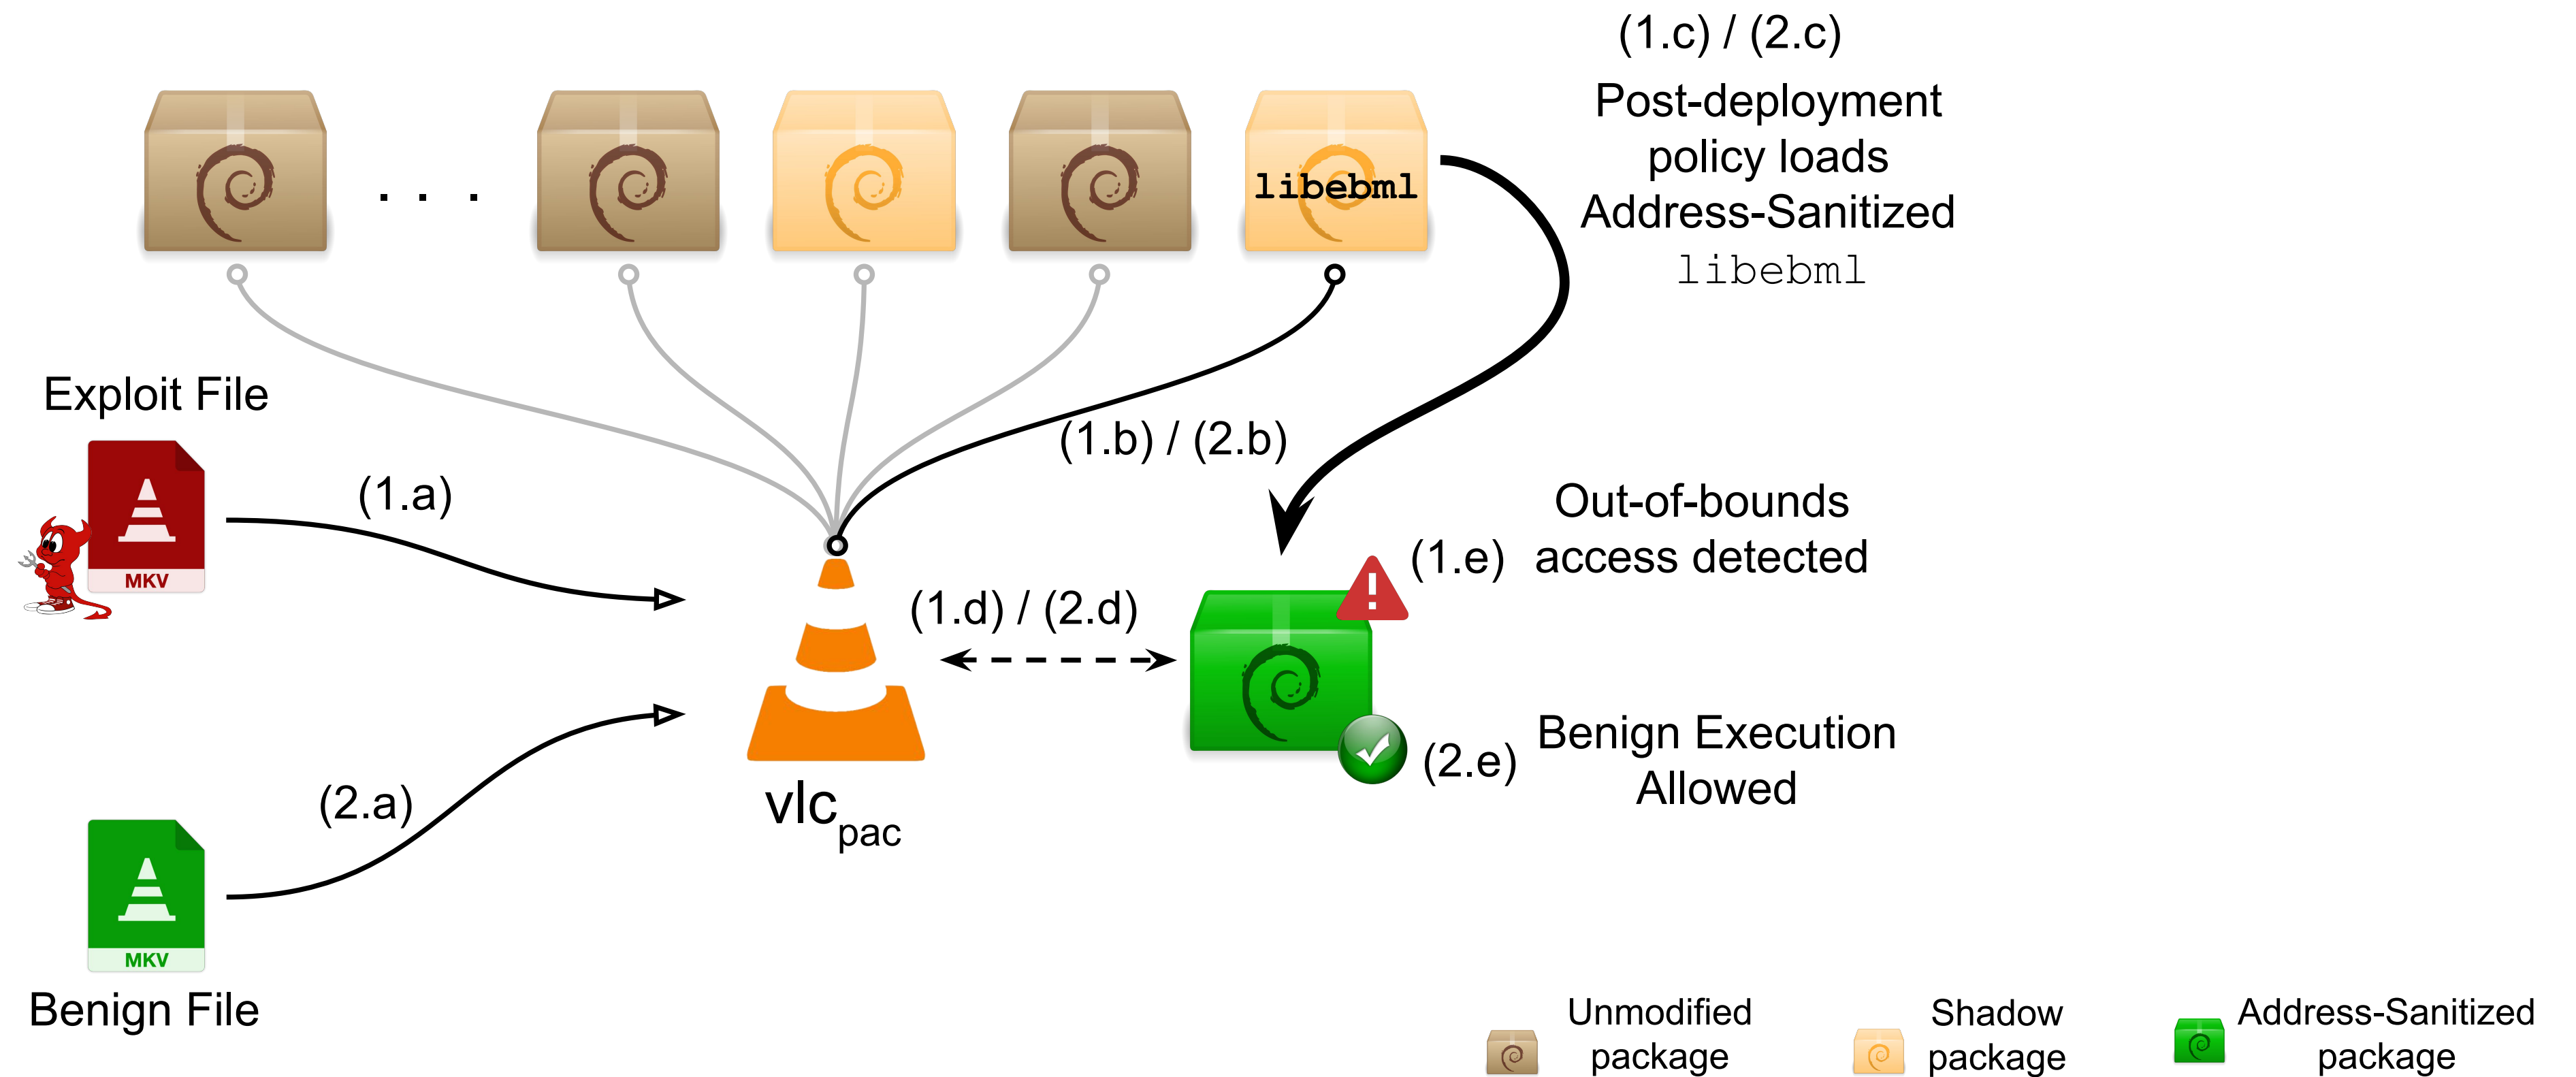 (1.c) / (2.c)
Post-deployment
policy loads
Address-Sanitized
libebml
. . .
libebml
Exploit File
MKV
(1.a)
(1.b) / (2.b)
Out-of-bounds
access detected
(1.e)
(1.d) / (2.d)
Benign Execution
Allowed
(2.e)
vlc pac
(2.a)
MKV
Benign File
Unmodified
package
Shadow
package
Address-Sanitized
package